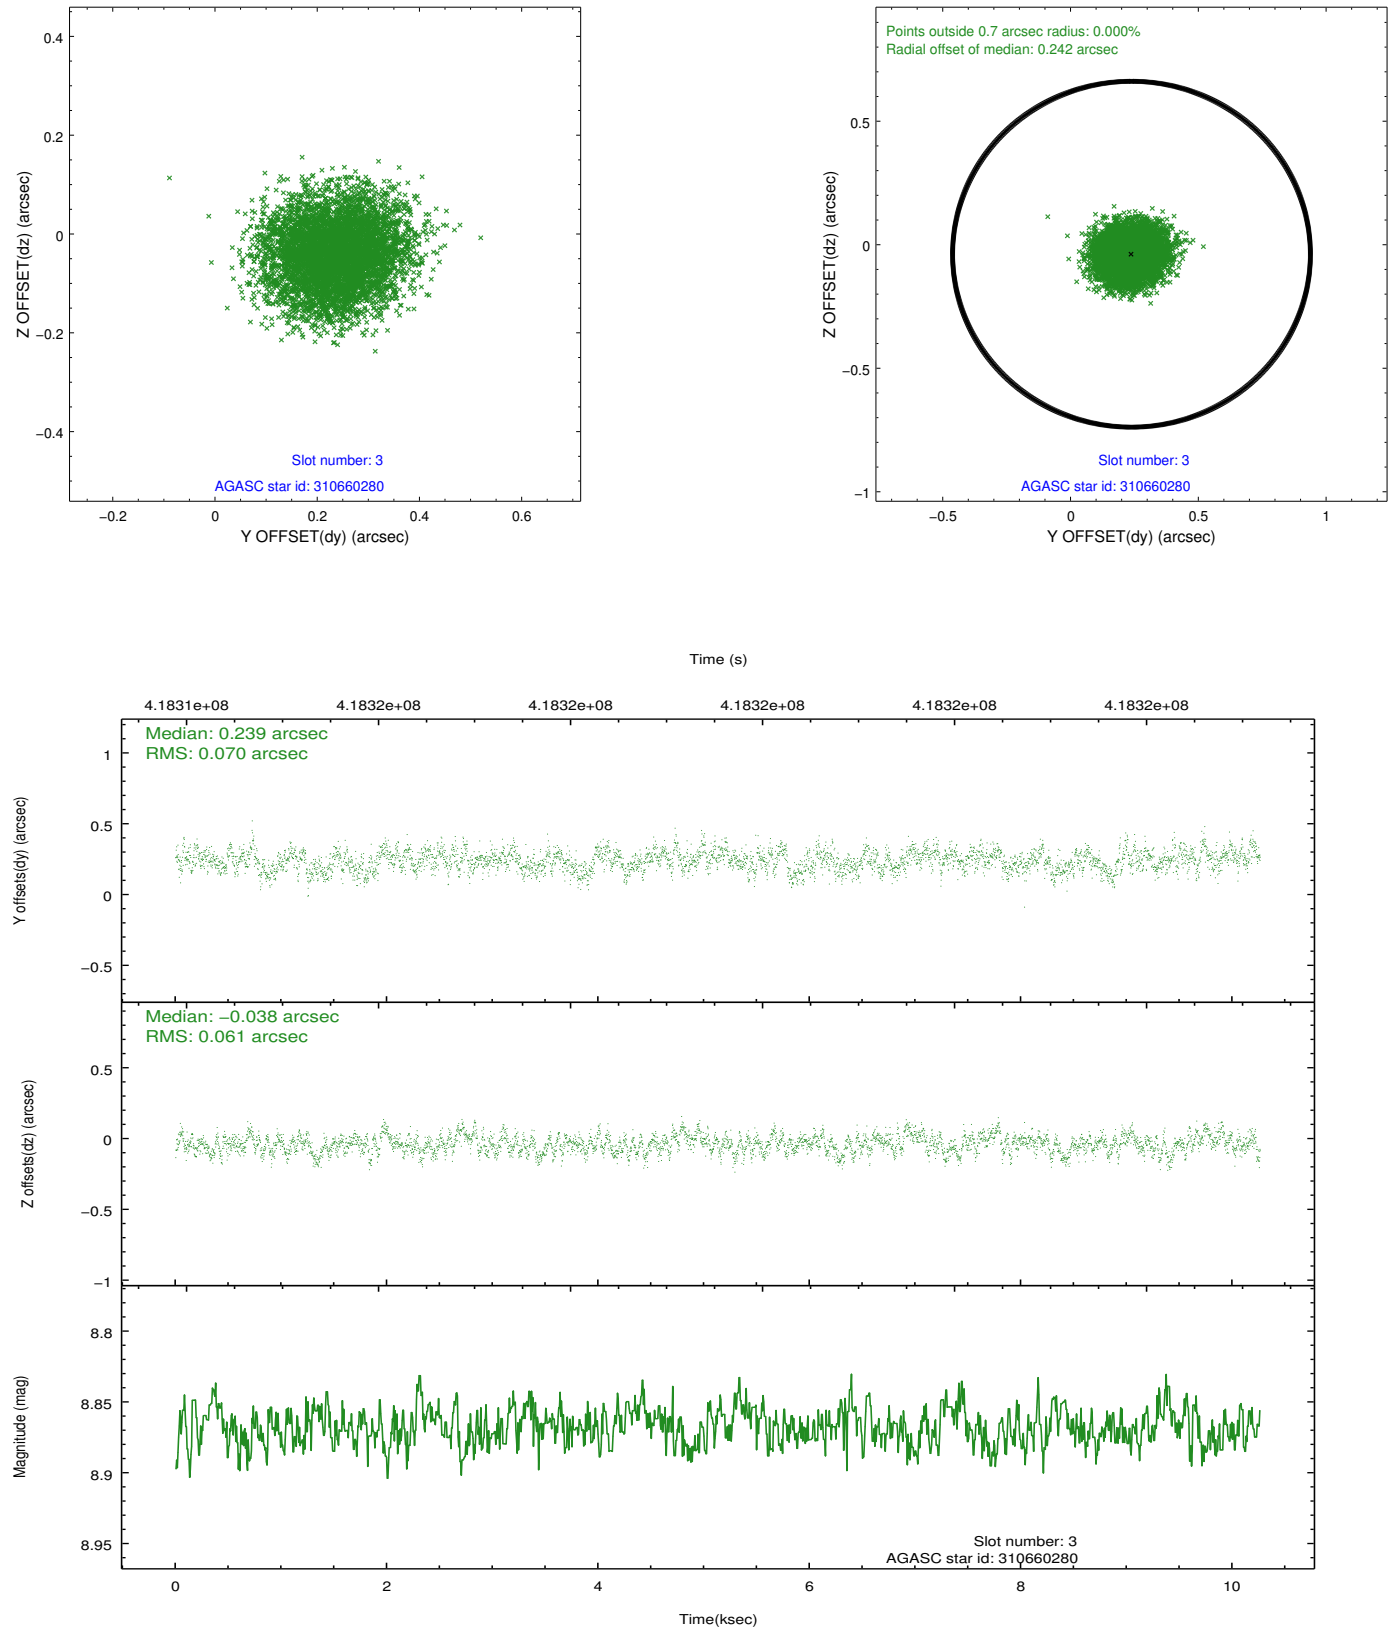 0.4
0.2
0
−0.2
−0.4
Z OFFSET(dz) (arcsec)
Slot number: 3
AGASC star id: 310660280
−0.2 0 0.2 0.4 0.6
Y OFFSET(dy) (arcsec)
Points outside 0.7 arcsec radius: 0.000%
Radial offset of median: 0.242 arcsec
0.5
0
−0.5
−1
Z OFFSET(dz) (arcsec)
Slot number: 3
AGASC star id: 310660280
−0.5 0 0.5 1
Y OFFSET(dy) (arcsec)
Time (s)
4.1831e+08 4.1832e+08 4.1832e+08 4.1832e+08 4.1832e+08 4.1832e+08
Median: 0.239 arcsec
RMS: 0.070 arcsec
1
0.5
0
−0.5
Y offsets(dy) (arcsec)
Median: −0.038 arcsec
RMS: 0.061 arcsec
0.5
0
−0.5
−1
Z offsets(dz) (arcsec)
8.8
8.85
8.9
8.95
Magnitude (mag)
Slot number: 3
AGASC star id: 310660280
0 2 4 6 8 10
Time(ksec)